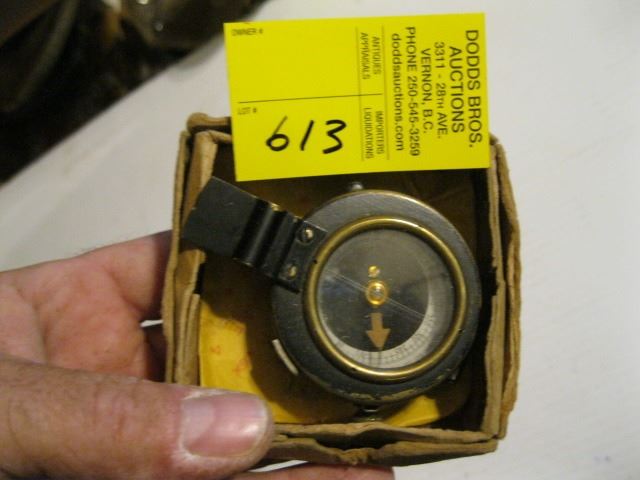 OWNER #
LOT #
613
ANTIQUES
APPRAISALS
IMPORTERS
LIQUIDATIONS
DODDS BROS.
AUCTIONS
3311 - 28TH AVE.
VERNON, B.C.
PHONE 250-545-3259
doddsauctions.com